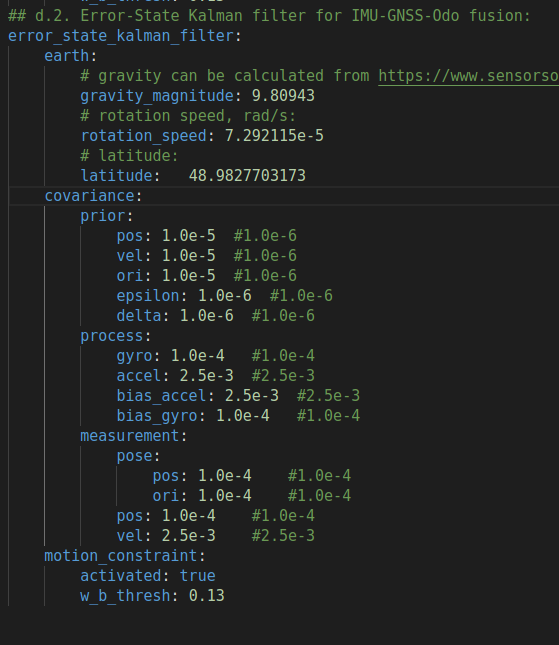 w_b_thresh: 0.13
## d.2. Error-State Kalman filter for IMU-GNSS-Odo fusion:
error_state_kalman_filter:
earth:
# gravity can be calculated from https://www.sensorso
gravity_magnitude: 9.80943
# rotation speed, rad/s:
rotation_speed: 7.292115e-5
# latitude:
latitude:   48.9827703173
covariance:
prior:
pos: 1.0e-5  #1.0e-6
vel: 1.0e-5  #1.0e-6
ori: 1.0e-5  #1.0e-6
epsilon: 1.0e-6  #1.0e-6
delta: 1.0e-6  #1.0e-6
process:
gyro: 1.0e-4   #1.0e-4
accel: 2.5e-3  #2.5e-3
bias_accel: 2.5e-3  #2.5e-3
bias_gyro: 1.0e-4   #1.0e-4
measurement:
pose:
pos: 1.0e-4    #1.0e-4
ori: 1.0e-4    #1.0e-4
pos: 1.0e-4    #1.0e-4
vel: 2.5e-3    #2.5e-3
motion_constraint:
activated: true
w_b_thresh: 0.13